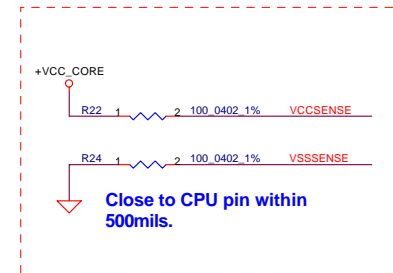 +VCC_CORE
R22 1 2 100_0402_1% VCCSENSE
R24 1 2 100_0402_1% VSSSENSE
Close to CPU pin within
500mils.